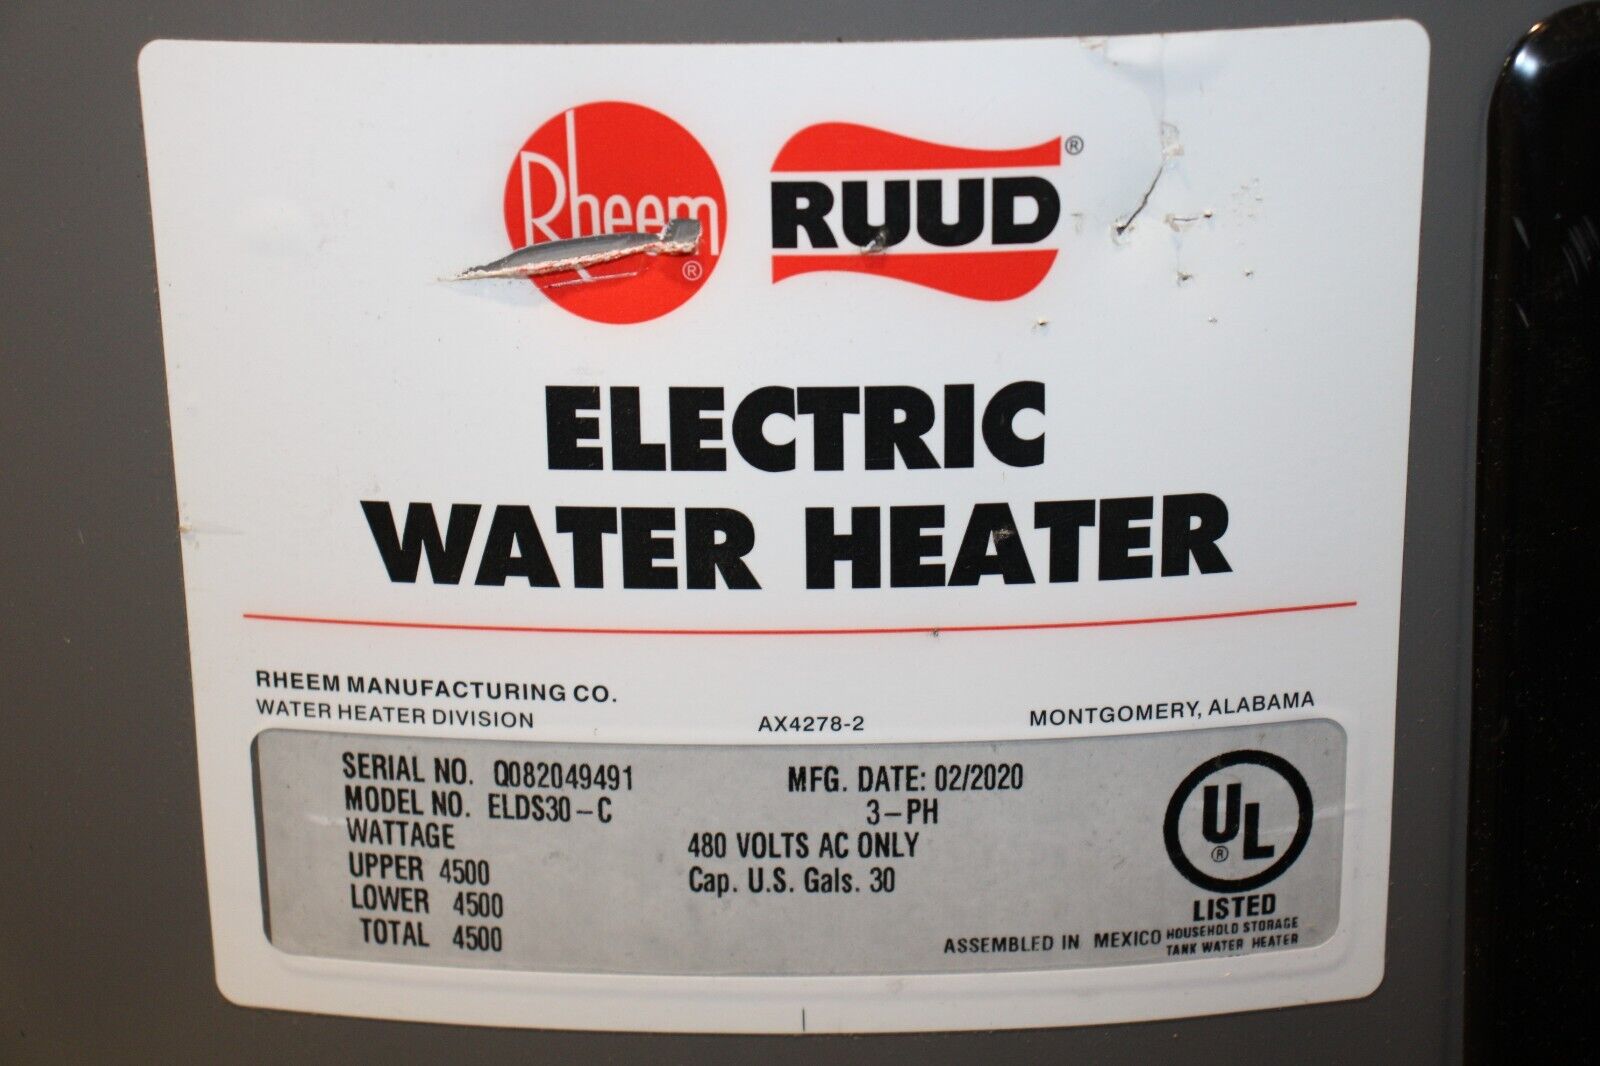 Rheem®
RUUD®
ELECTRIC
WATER HEATER
RHEEM MANUFACTURING CO.
WATER HEATER DIVISION
AX4278-2
MONTGOMERY, ALABAMA
SERIAL NO. Q082049491
MFG. DATE: 02/2020
MODEL NO. ELDS30-C
3-PH
WATTAGE
480 VOLTS AC ONLY
UPPER 4500
Cap. U.S. Gals. 30
LOWER 4500
TOTAL 4500
UL®
LISTED
ASSEMBLED IN MEXICO
HOUSEHOLD STORAGE
TANK WATER HEATER